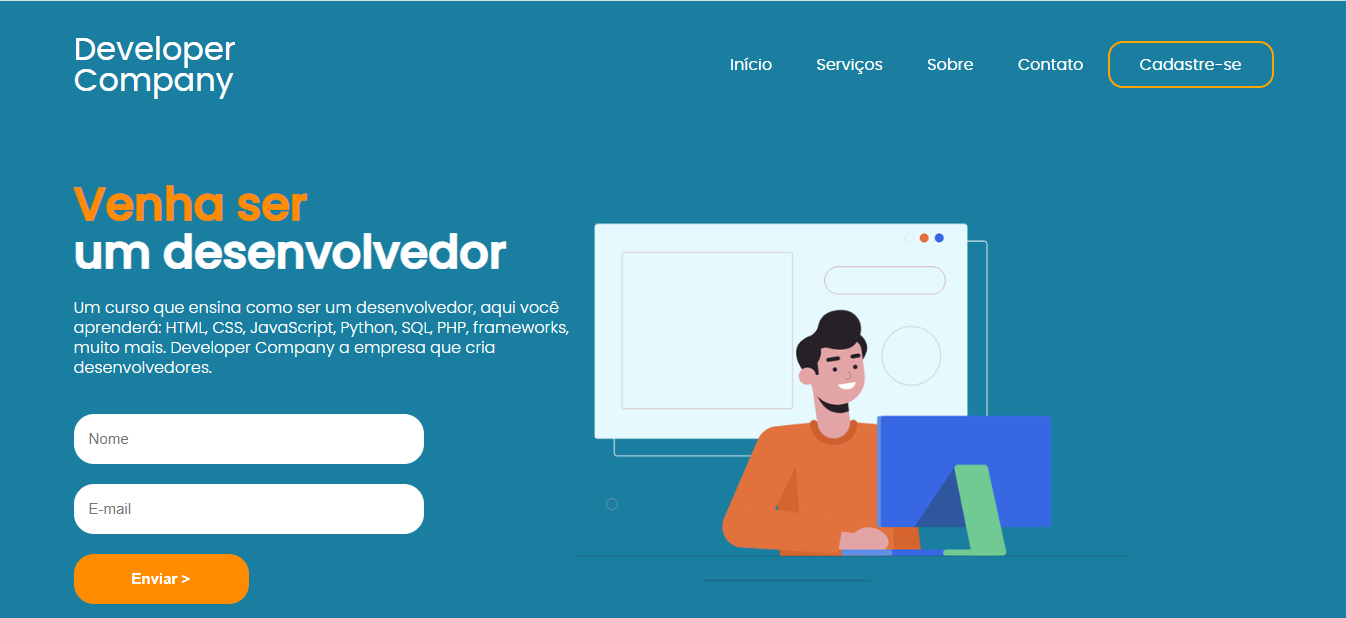 Developer
Company
Início
Serviços
Sobre
Contato
Cadastre-se
Venha ser
um desenvolvedor
Um curso que ensina como ser um desenvolvedor, aqui você
aprenderá: HTML, CSS, JavaScript, Python, SQL, PHP, frameworks,
muito mais. Developer Company a empresa que cria
desenvolvedores.
Nome
E-mail
Enviar >